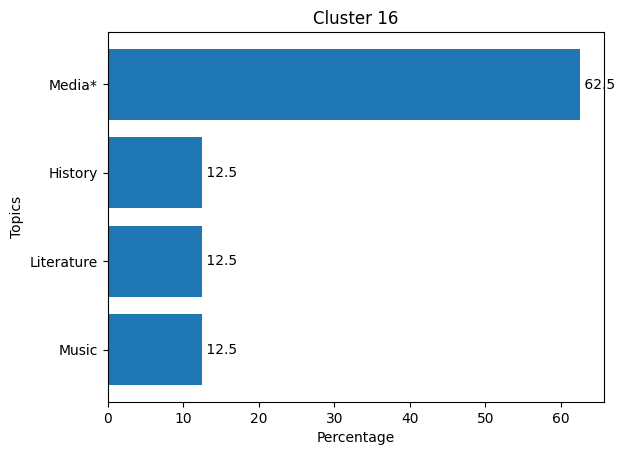 Cluster 16
Topics
Media*
62.5
History
12.5
Literature
12.5
Music
12.5
0 10 20 30 40 50 60
Percentage